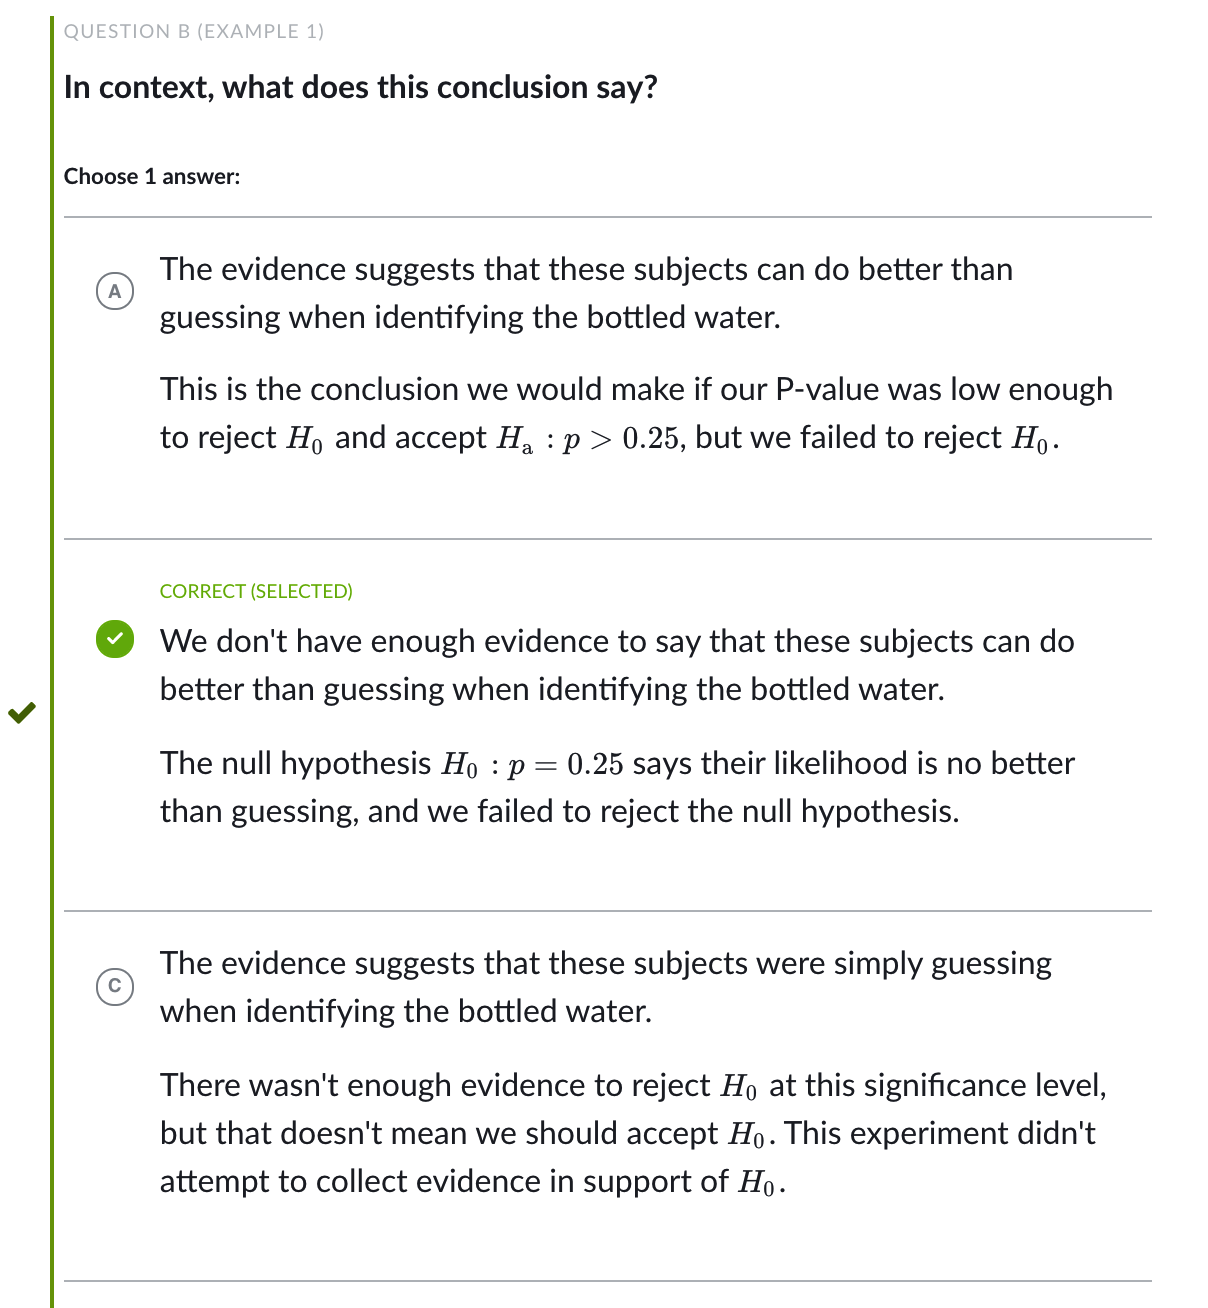 QUESTION B (EXAMPLE 1)
In context, what does this conclusion say?
Choose 1 answer:
A
The evidence suggests that these subjects can do better than
guessing when identifying the bottled water.
This is the conclusion we would make if our P-value was low enough
to reject H₀ and accept Hₐ : p > 0.25, but we failed to reject H₀.
CORRECT (SELECTED)
We don't have enough evidence to say that these subjects can do
better than guessing when identifying the bottled water.
The null hypothesis H₀ : p = 0.25 says their likelihood is no better
than guessing, and we failed to reject the null hypothesis.
C
The evidence suggests that these subjects were simply guessing
when identifying the bottled water.
There wasn't enough evidence to reject H₀ at this significance level,
but that doesn't mean we should accept H₀. This experiment didn't
attempt to collect evidence in support of H₀.